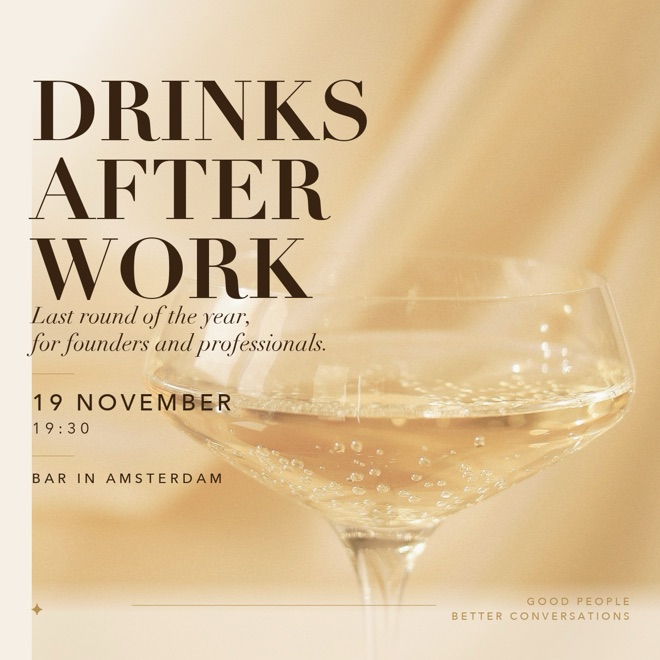 DRINKS
AFTER
WORK
Last round of the year,
for founders and professionals.
19 NOVEMBER
19:30
BAR IN AMSTERDAM
GOOD PEOPLE
BETTER CONVERSATIONS